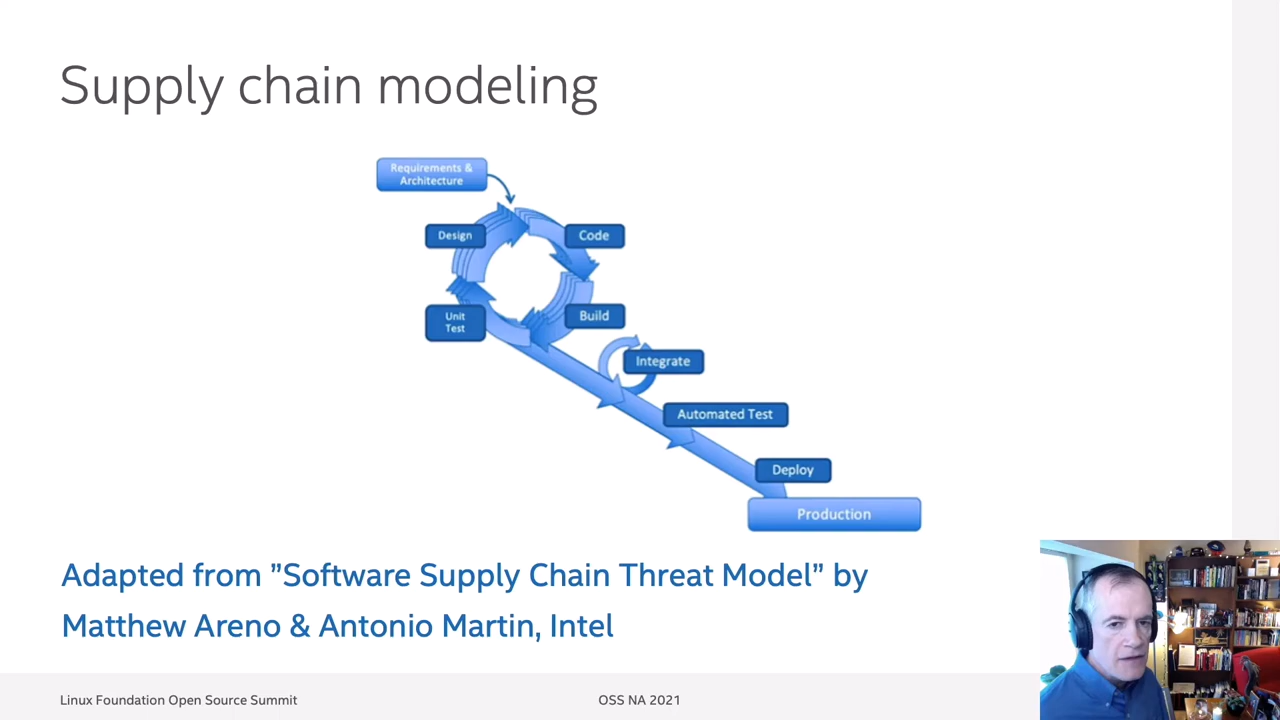 Supply chain modeling
Requirements &
Architecture
Design
Code
Unit
Test
Build
Integrate
Automated Test
Deploy
Production
Adapted from ”Software Supply Chain Threat Model” by
Matthew Areno & Antonio Martin, Intel
Linux Foundation Open Source Summit
OSS NA 2021